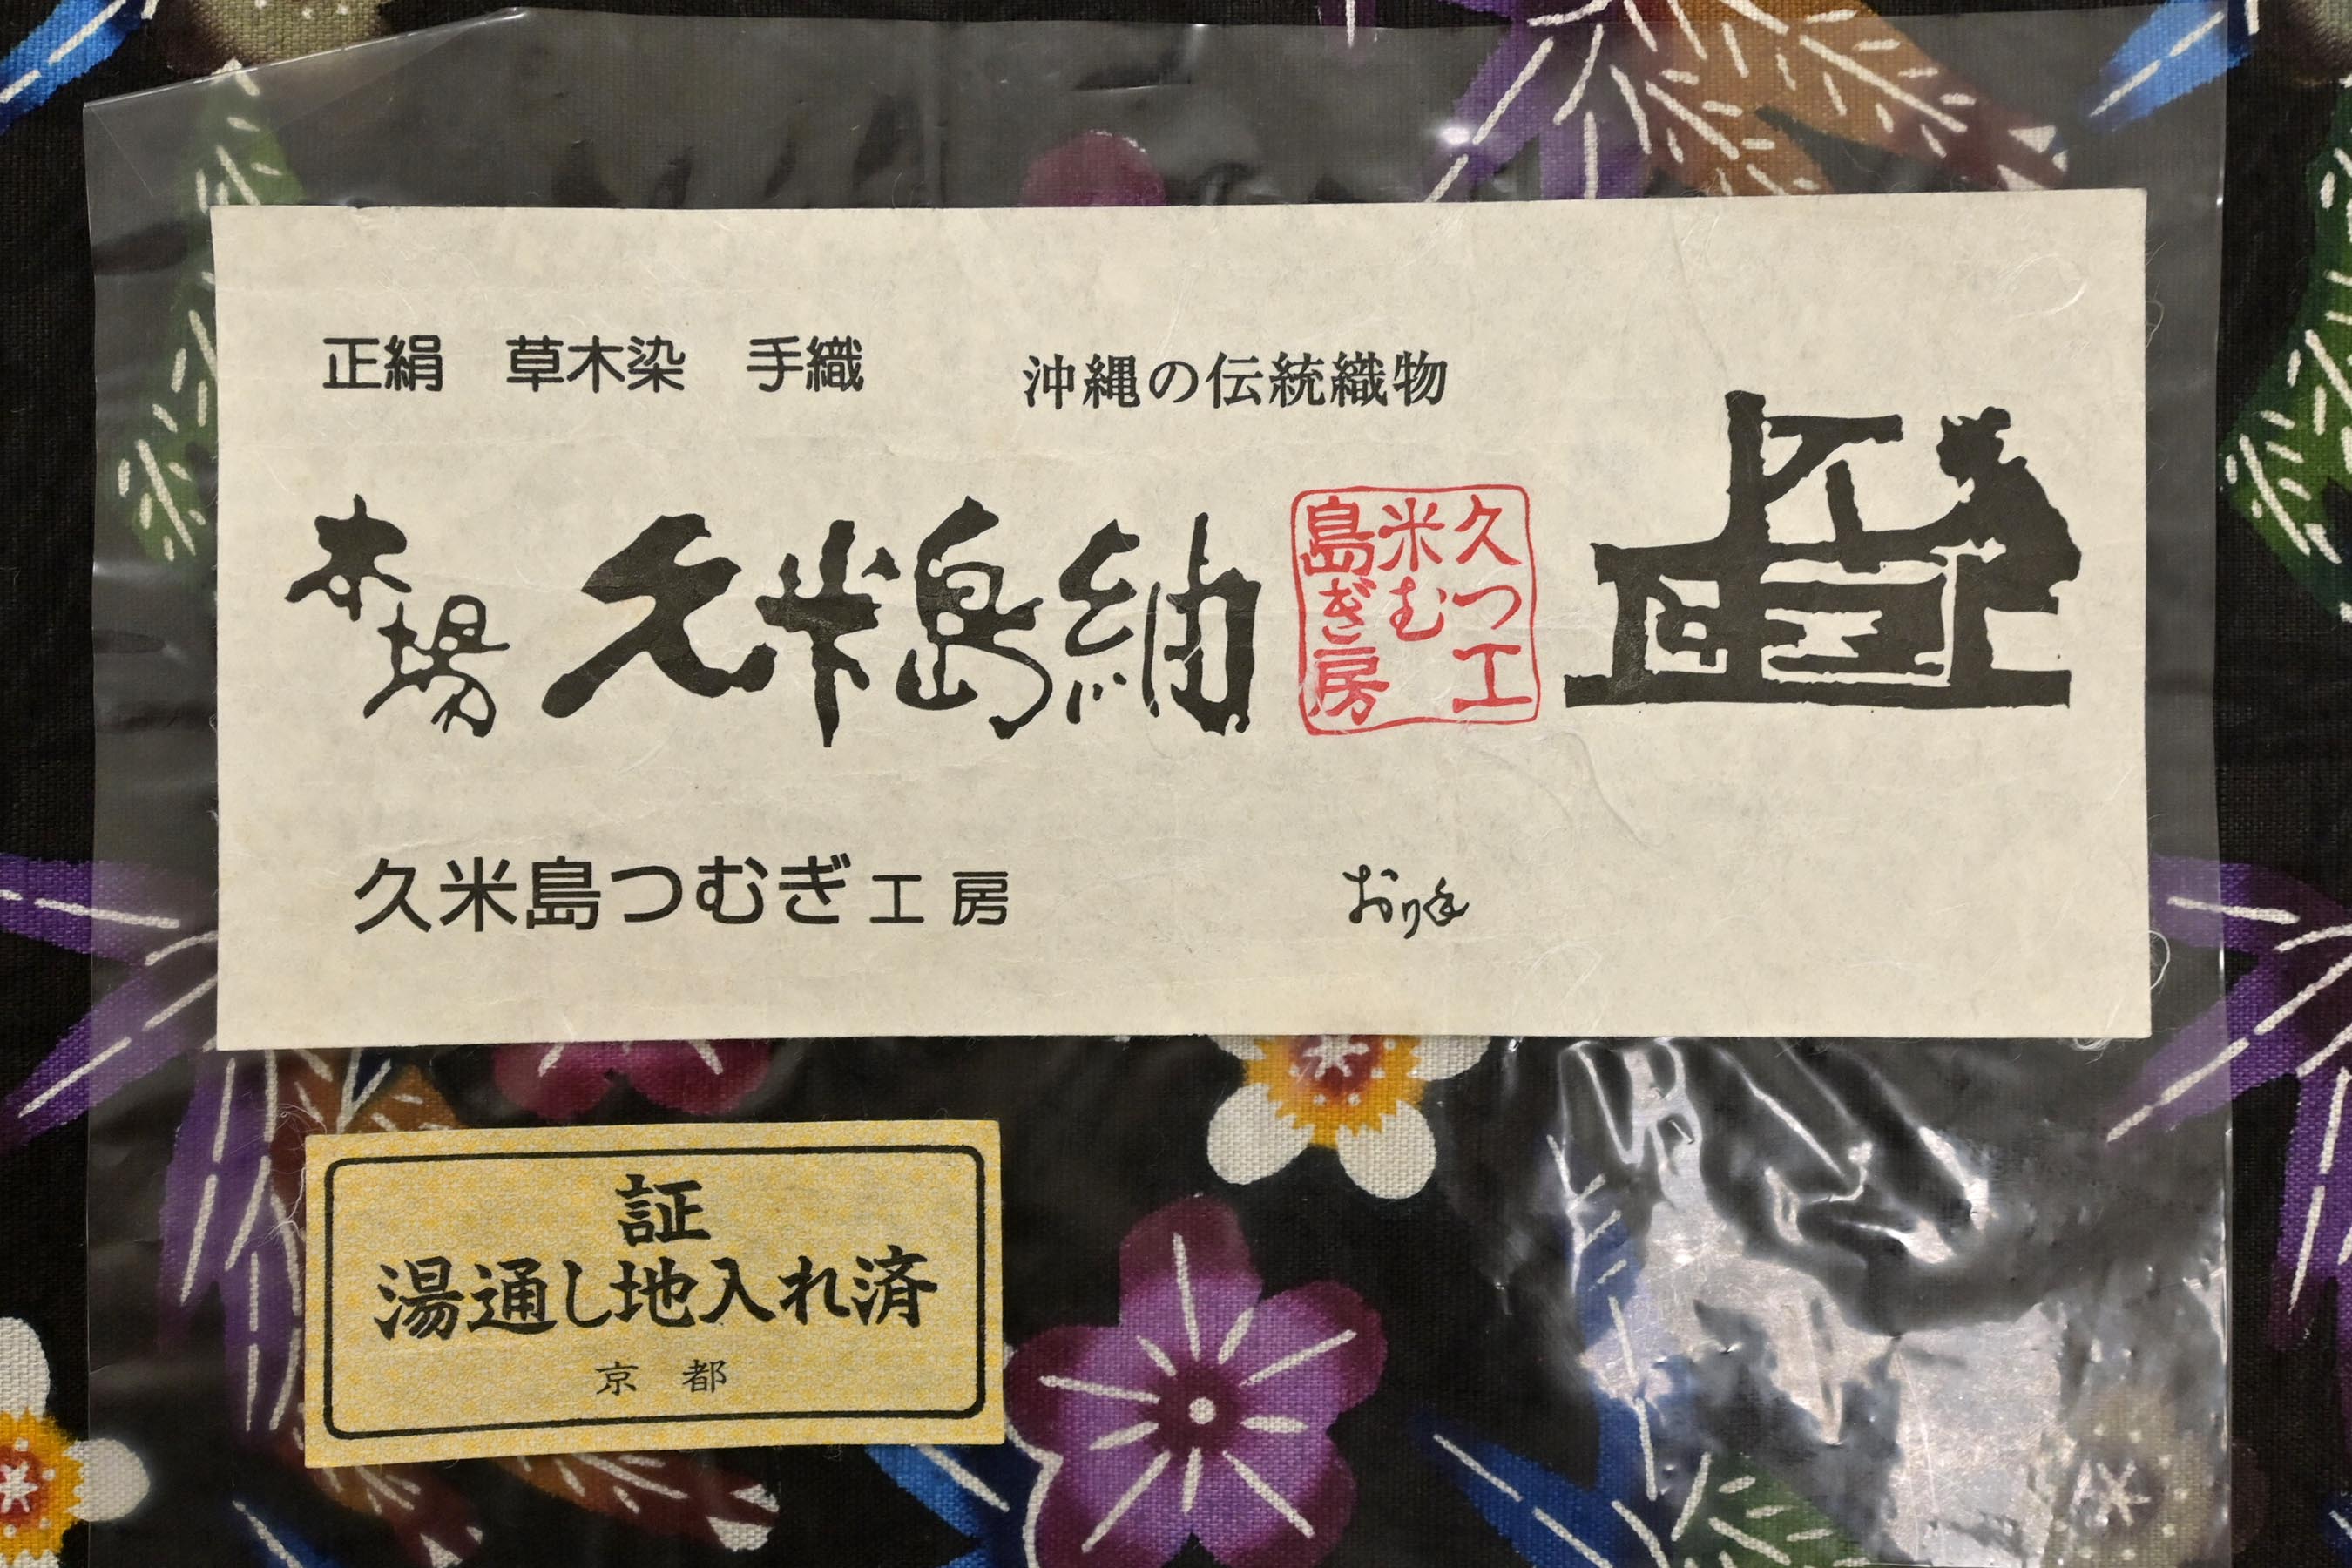 正絹　草木染　手織
沖縄の伝統織物
本場 久米島紬
久米島つむぎ工房
久米島つむぎ工房
おり手
証
湯通し地入れ済
京　都